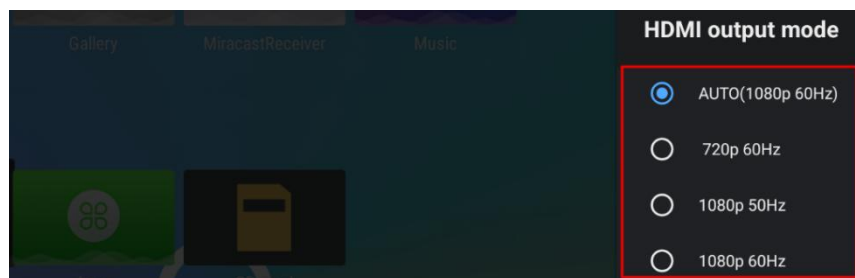 HDMI output mode
Gallery MiracastReceiver Music
AUTO(1080p 60Hz)
720p 60Hz
1080p 50Hz
1080p 60Hz